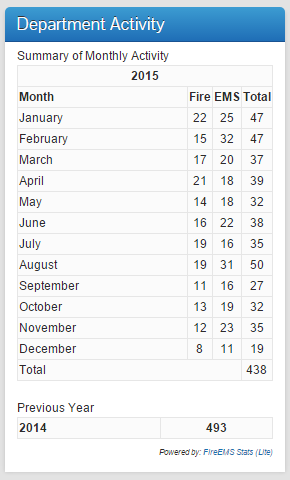 Department Activity
Summary of Monthly Activity
2015
Month Fire EMS Total
January 22 25 47
February 15 32 47
March 17 20 37
April 21 18 39
May 14 18 32
June 16 22 38
July 19 16 35
August 19 31 50
September 11 16 27
October 13 19 32
November 12 23 35
December 8 11 19
Total 438
Previous Year
2014 493
Powered by: FireEMS Stats (Lite)